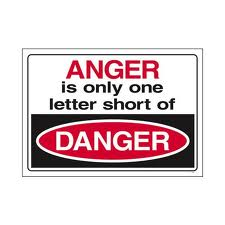 ANGER
is only one
letter short of
DANGER